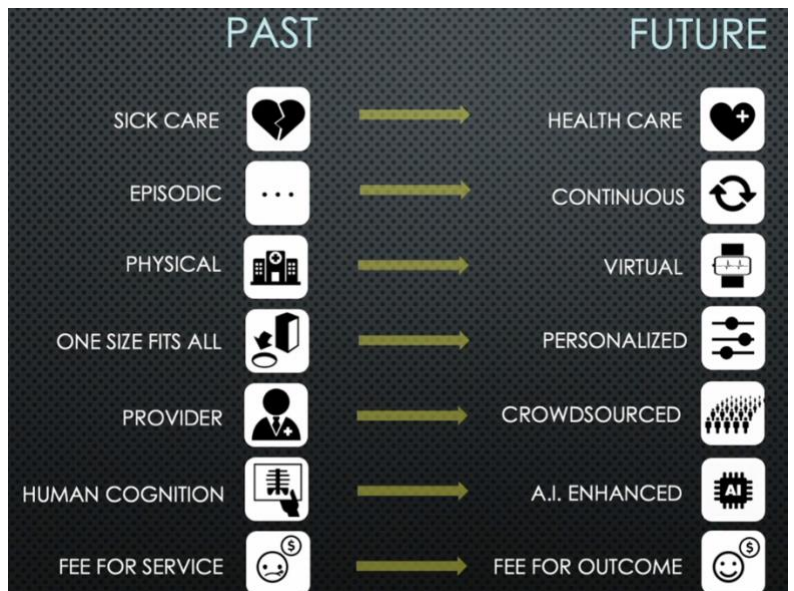 PAST FUTURE
SICK CARE HEALTH CARE
EPISODIC CONTINUOUS
PHYSICAL VIRTUAL
ONE SIZE FITS ALL PERSONALIZED
PROVIDER CROWDSOURCED
HUMAN COGNITION A.I. ENHANCED AI
FEE FOR SERVICE $ FEE FOR OUTCOME $